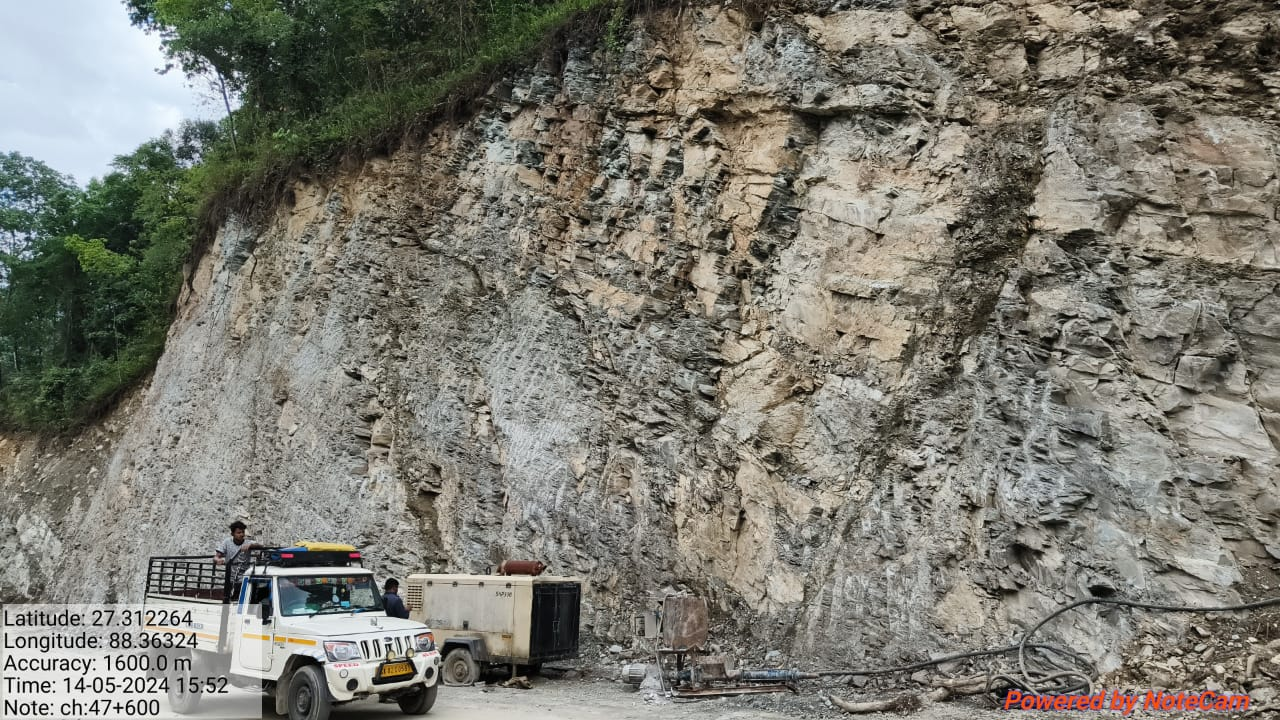 Latitude: 27.312264
Longitude: 88.36324
Accuracy: 1600.0 m
Time: 14-05-2024 15:52
Note: ch:47+600
Powered by NoteCam